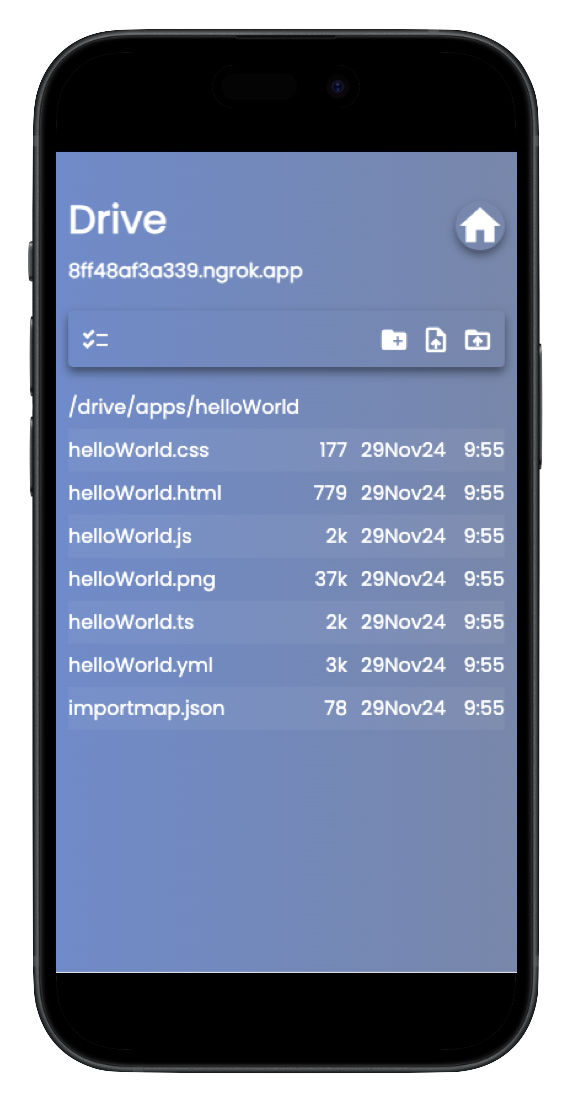 Drive
8ff48af3a339.ngrok.app
/drive/apps/helloWorld
helloWorld.css 177 29Nov24 9:55
helloWorld.html 779 29Nov24 9:55
helloWorld.js 2k 29Nov24 9:55
helloWorld.png 37k 29Nov24 9:55
helloWorld.ts 2k 29Nov24 9:55
helloWorld.yml 3k 29Nov24 9:55
importmap.json 78 29Nov24 9:55